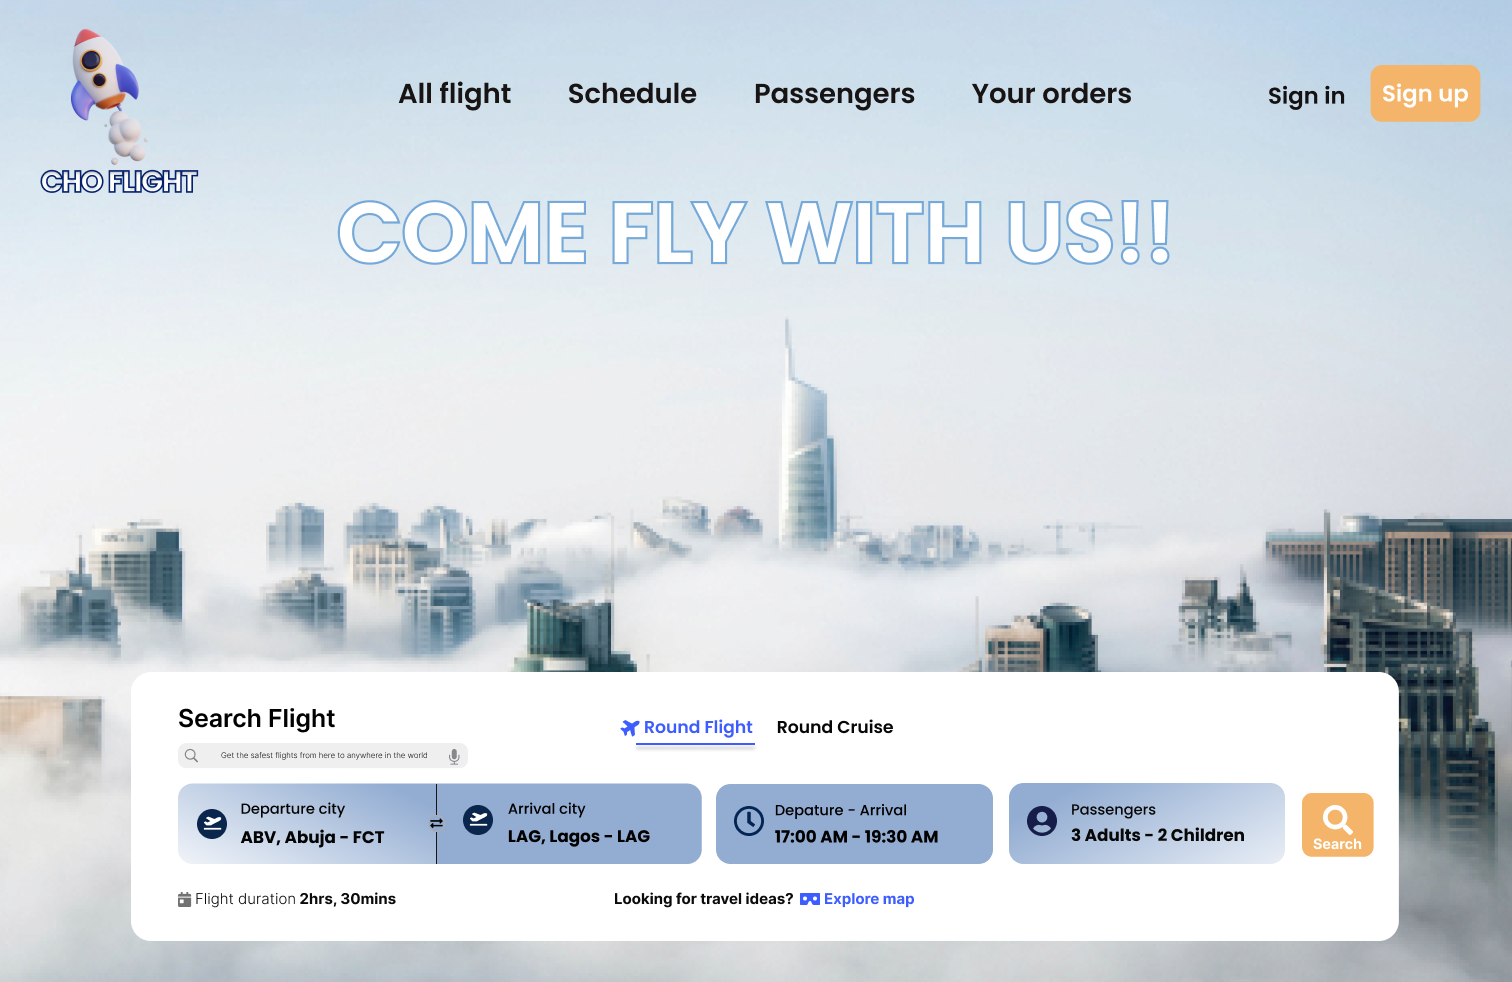 All flight
Schedule
Passengers
Your orders
Sign in
Sign up
CHO FLIGHT
COME FLY WITH US!!
Search Flight
Round Flight
Round Cruise
Get the safest flights from here to anywhere in the world
Departure city
ABV, Abuja - FCT
Arrival city
LAG, Lagos - LAG
Depature - Arrival
17:00 AM - 19:30 AM
Passengers
3 Adults - 2 Children
Search
Flight duration 2hrs, 30mins
Looking for travel ideas? Explore map